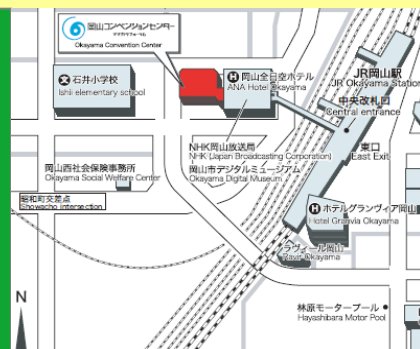 岡山コンベンションセンター
ママカリフォーラム
Okayama Convention Center
石井小学校
Ishii elementary school
H 岡山全日空ホテル
ANA Hotel Okayama
JR岡山駅
JR Okayama Station
中央改札口
Central entrance
東口
East Exit
NHK岡山放送局
NHK (Japan Broadcasting Corporation)
岡山市デジタルミュージアム
Okayama Digital Museum
岡山西社会保険事務所
Okayama Social Welfare Center
昭和町交差点
Showacho Intersection
H ホテルグランヴィア岡山
Hotel Granvia Okayama
ラヴィール岡山
Ravir Okayama
林原モータープール
Hayashibara Motor Pool
N